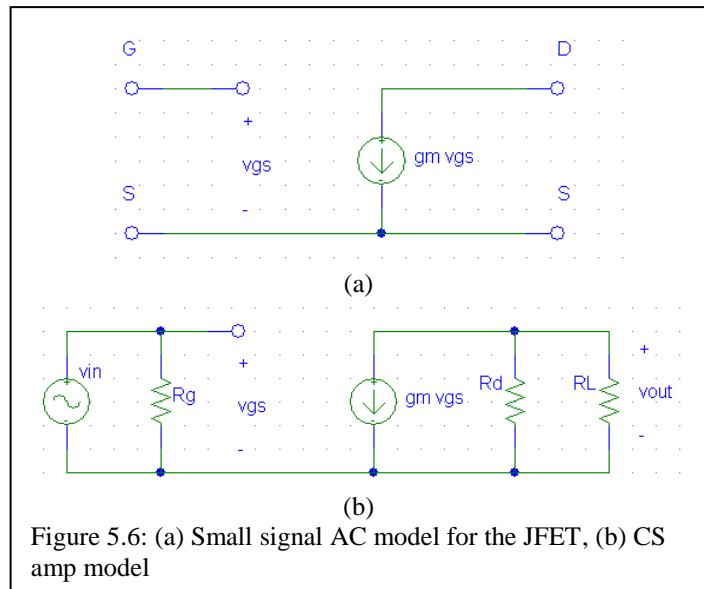 G
D
+
vgs
gm vgs
S
-
S
(a)
vin
Rg
+
vgs
-
gm vgs
Rd
RL
+
vout
-
(b)
Figure 5.6: (a) Small signal AC model for the JFET, (b) CS
amp model